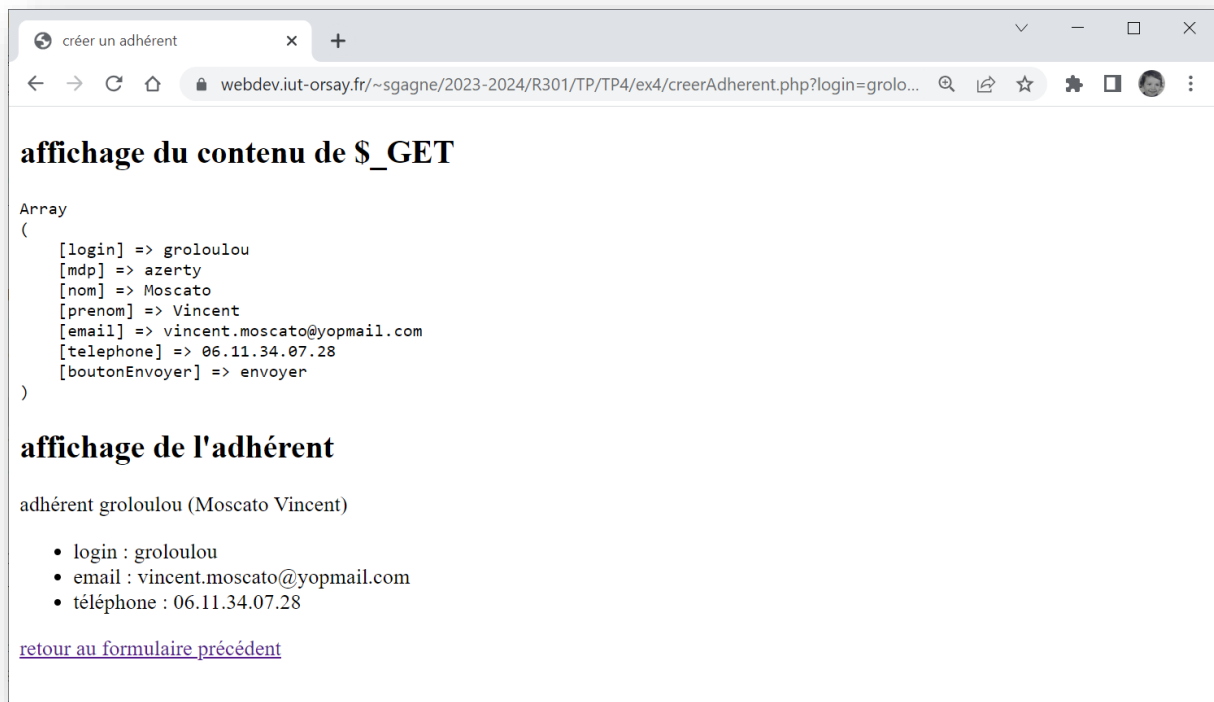 créer un adhérent
webdev.iut-orsay.fr/~sgagne/2023-2024/R301/TP/TP4/ex4/creerAdherent.php?login=grolo...
affichage du contenu de $_GET
Array
(
[login] => groloulou
[mdp] => azerty
[nom] => Moscato
[prenom] => Vincent
[email] => vincent.moscato@yopmail.com
[telephone] => 06.11.34.07.28
[boutonEnvoyer] => envoyer
)
affichage de l'adhérent
adhérent groloulou (Moscato Vincent)
• login : groloulou
• email : vincent.moscato@yopmail.com
• téléphone : 06.11.34.07.28
retour au formulaire précédent